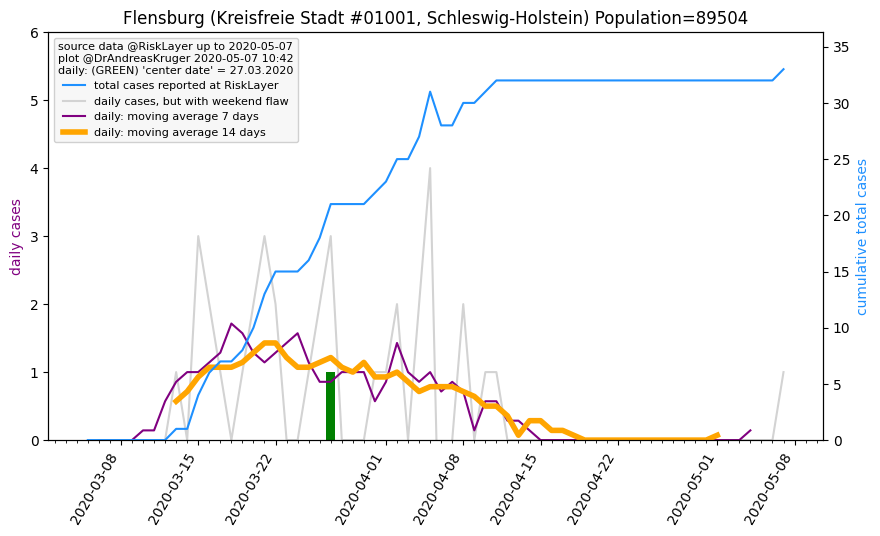 Flensburg (Kreisfreie Stadt #01001, Schleswig-Holstein) Population=89504
source data @RiskLayer up to 2020-05-07
plot @DrAndreasKruger 2020-05-07 10:42
daily: (GREEN) 'center date' = 27.03.2020
total cases reported at RiskLayer
daily cases, but with weekend flaw
daily: moving average 7 days
daily: moving average 14 days
daily cases
6
5
4
3
2
1
0
35
30
25
20
15
10
5
0
cumulative total cases
2020-03-08
2020-03-15
2020-03-22
2020-04-01
2020-04-08
2020-04-15
2020-04-22
2020-05-01
2020-05-08